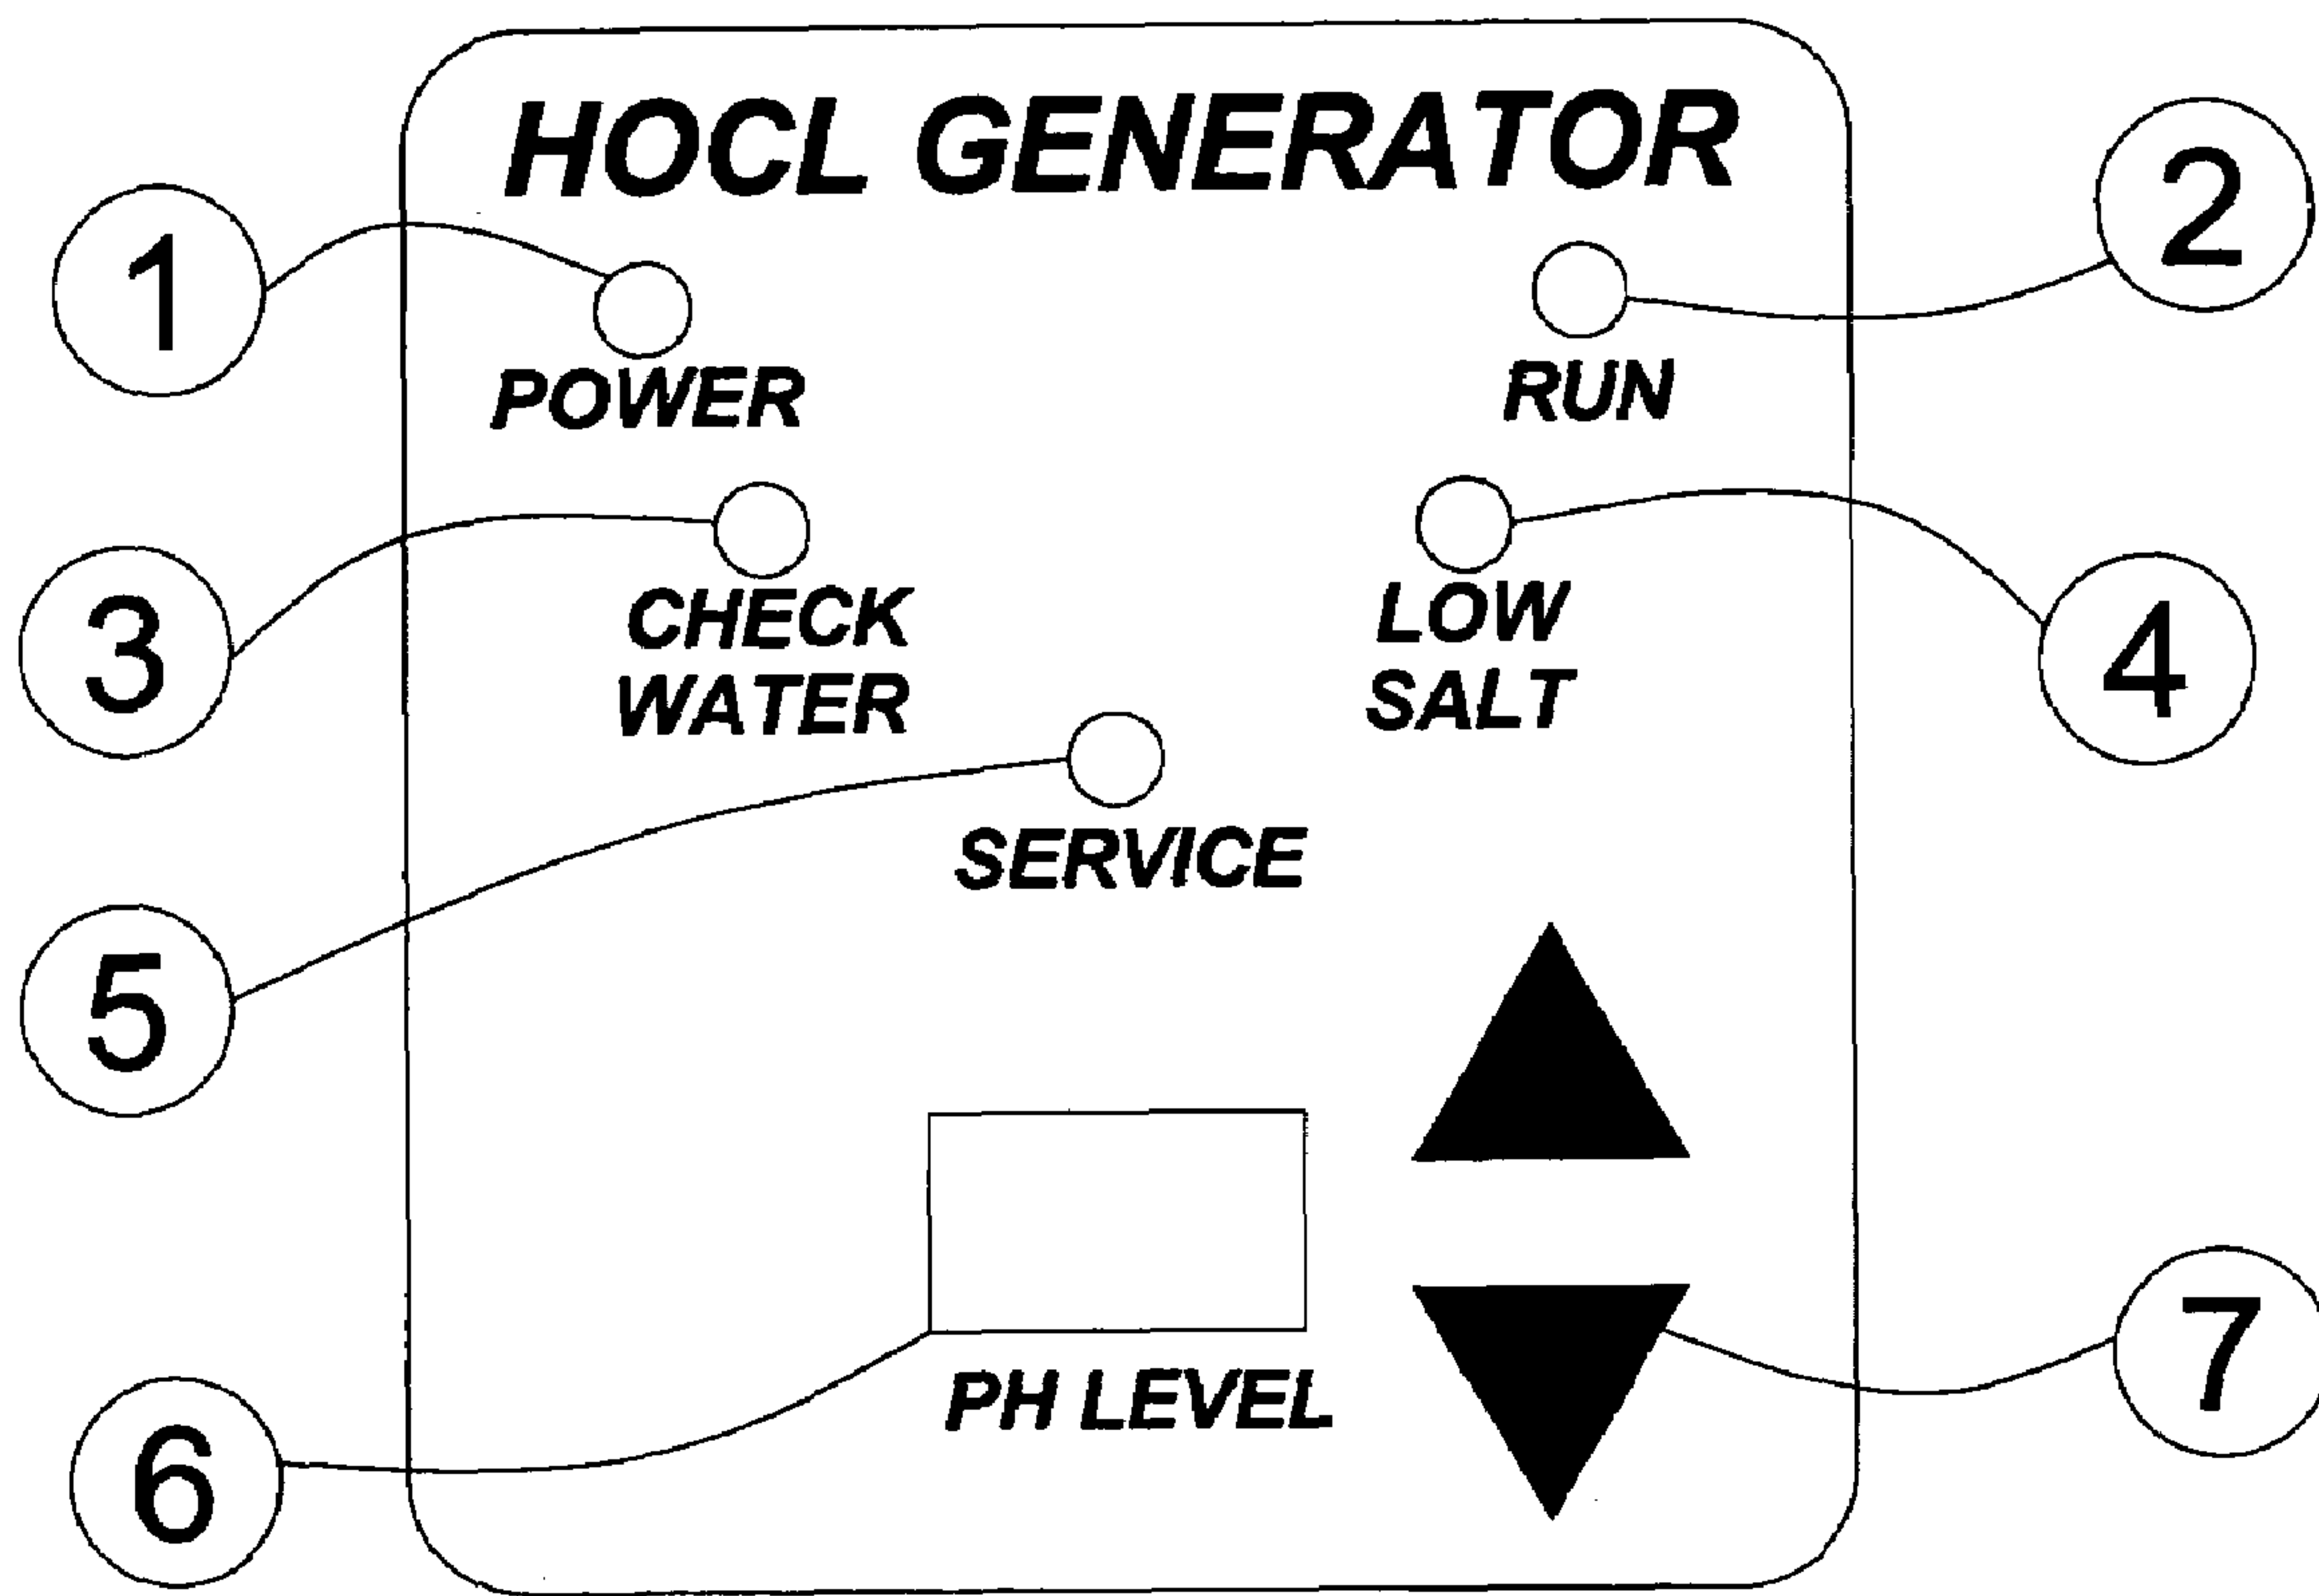 HOCL GENERATOR
1
2
POWER
RUN
3
CHECK
WATER
LOW
SALT
4
5
SERVICE
6
PH LEVEL
7